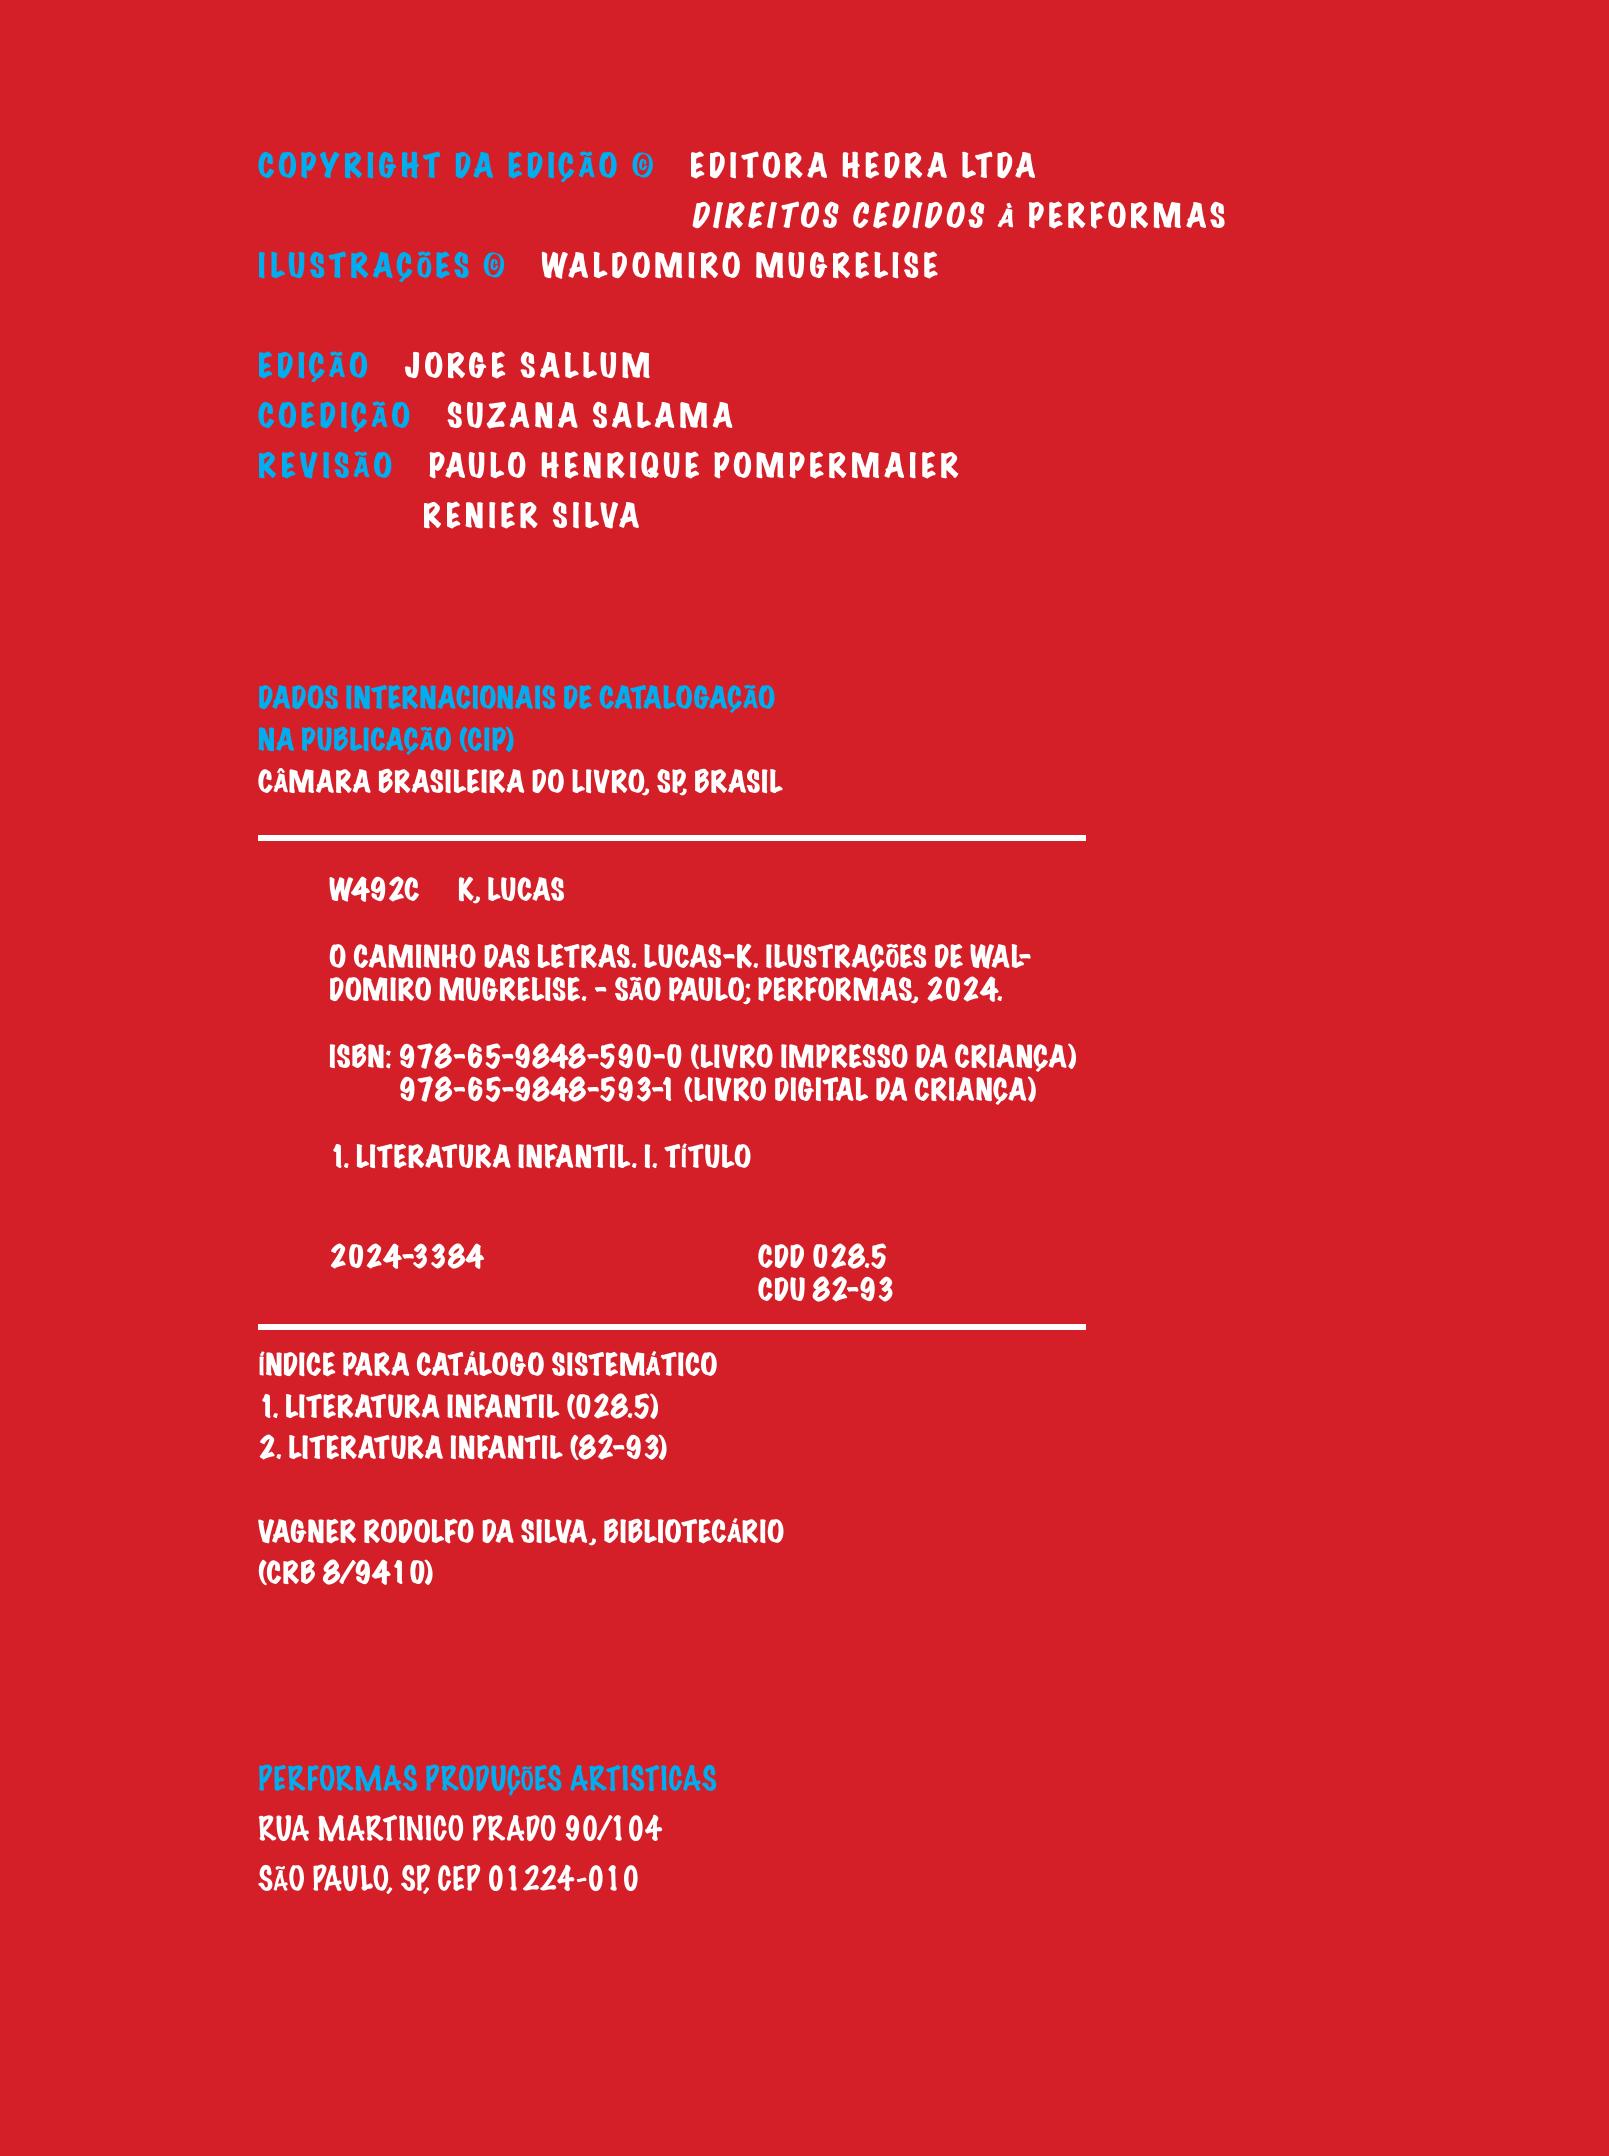 COPYRIGHT DA EDIÇÃO © EDITORA HEDRA LTDA
DIREITOS CEDIDOS À PERFORMAS
ILUSTRAÇÕES © WALDOMIRO MUGRELISE
EDIÇÃO JORGE SALLUM
COEDIÇÃO SUZANA SALAMA
REVISÃO PAULO HENRIQUE POMPERMAIER
RENIER SILVA
DADOS INTERNACIONAIS DE CATALOGAÇÃO
NA PUBLICAÇÃO (CIP)
CÂMARA BRASILEIRA DO LIVRO, SP, BRASIL
W492C K, LUCAS
O CAMINHO DAS LETRAS. LUCAS-K. ILUSTRAÇÕES DE WAL-
DOMIRO MUGRELISE. - SÃO PAULO; PERFORMAS, 2024.
ISBN: 978-65-9848-590-0 (LIVRO IMPRESSO DA CRIANÇA)
978-65-9848-593-1 (LIVRO DIGITAL DA CRIANÇA)
1. LITERATURA INFANTIL. I. TÍTULO
2024-3384 CDD 028.5
CDU 82-93
ÍNDICE PARA CATÁLOGO SISTEMÁTICO
1. LITERATURA INFANTIL (028.5)
2. LITERATURA INFANTIL (82-93)
VAGNER RODOLFO DA SILVA, BIBLIOTECÁRIO
(CRB 8/9410)
PERFORMAS PRODUÇÕES ARTISTICAS
RUA MARTINICO PRADO 90/104
SÃO PAULO, SP, CEP 01224-010